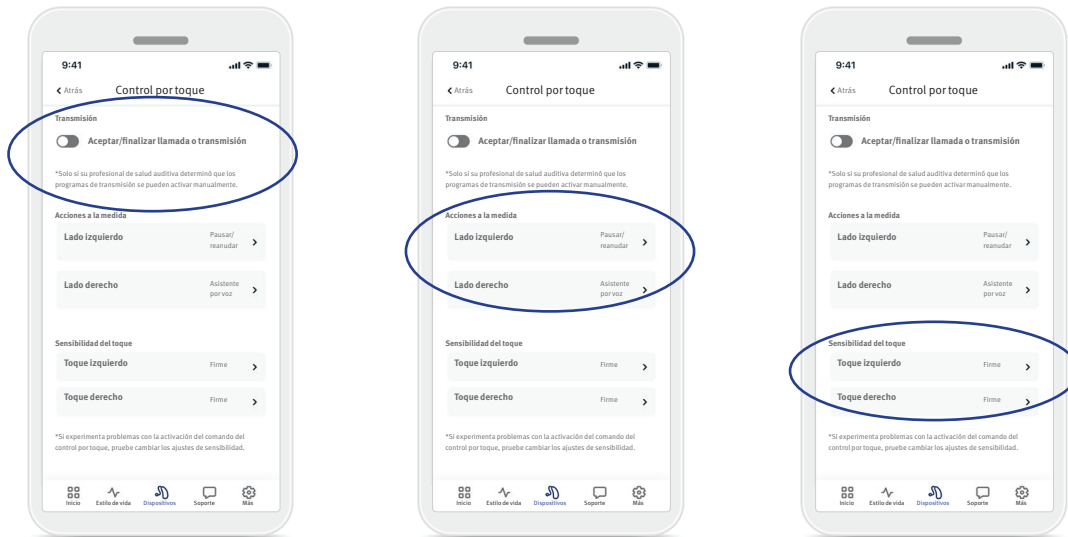 9:41
Atrás
Control por toque
Transmisión
Aceptar/finalizar llamada o transmisión
*Solo si su profesional de salud auditiva determinó que los
programas de transmisión se pueden activar manualmente.
Acciones a la medida
Lado izquierdo
Pausar/
reanudar
Lado derecho
Asistente
por voz
Sensibilidad del toque
Toque izquierdo
Firme
Toque derecho
Firme
*Si experimenta problemas con la activación del comando del
control por toque, pruebe cambiar los ajustes de sensibilidad.
Inicio
Estilo de vida
Dispositivos
Soporte
Más
9:41
Atrás
Control por toque
Transmisión
Aceptar/finalizar llamada o transmisión
*Solo si su profesional de salud auditiva determinó que los
programas de transmisión se pueden activar manualmente.
Acciones a la medida
Lado izquierdo
Pausar/
reanudar
Lado derecho
Asistente
por voz
Sensibilidad del toque
Toque izquierdo
Firme
Toque derecho
Firme
*Si experimenta problemas con la activación del comando del
control por toque, pruebe cambiar los ajustes de sensibilidad.
Inicio
Estilo de vida
Dispositivos
Soporte
Más
9:41
Atrás
Control por toque
Transmisión
Aceptar/finalizar llamada o transmisión
*Solo si su profesional de salud auditiva determinó que los
programas de transmisión se pueden activar manualmente.
Acciones a la medida
Lado izquierdo
Pausar/
reanudar
Lado derecho
Asistente
por voz
Sensibilidad del toque
Toque izquierdo
Firme
Toque derecho
Firme
*Si experimenta problemas con la activación del comando del
control por toque, pruebe cambiar los ajustes de sensibilidad.
Inicio
Estilo de vida
Dispositivos
Soporte
Más